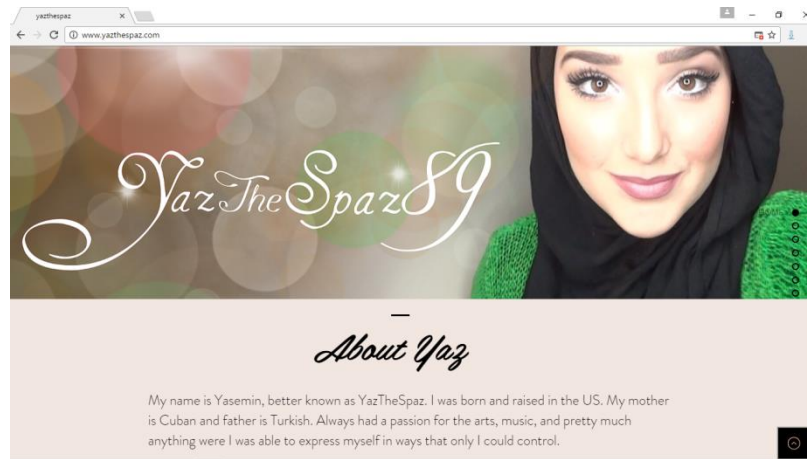 yazthespaz
www.yazthespaz.com
YazTheSpaz89
About Yaz
My name is Yasemin, better known as YazTheSpaz. I was born and raised in the US. My mother
is Cuban and father is Turkish. Always had a passion for the arts, music, and pretty much
anything were I was able to express myself in ways that only I could control.